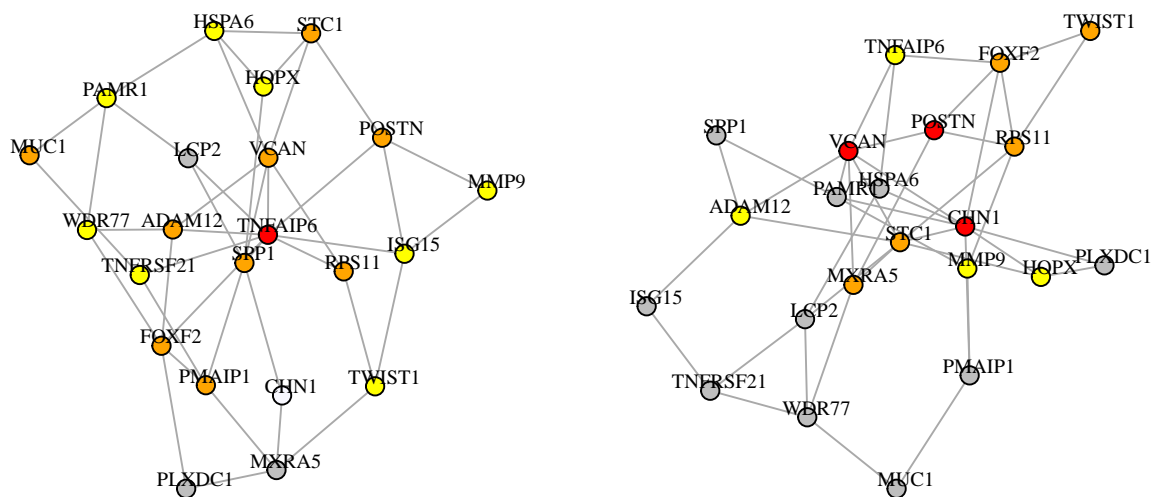 HSPA6
STC1
HOPX
PAMR1
POSTN
MUC1
LCP2
VCAN
MMP9
WDR77
ADAM12
TNFAIP6
ISG15
SPP1
TNFRSF21
RPS11
FOXF2
PMAIP1
CHN1
TWIST1
MXRA5
PLXDC1
TWIST1
TNFAIP6
FOXF2
POSTN
SPP1
VCAN
RPS11
HSPA6
PAMR1
ADAM12
CHN1
STC1
MMP9
PLXDC1
HOPX
MXRA5
ISG15
LCP2
PMAIP1
TNFRSF21
WDR77
MUC1